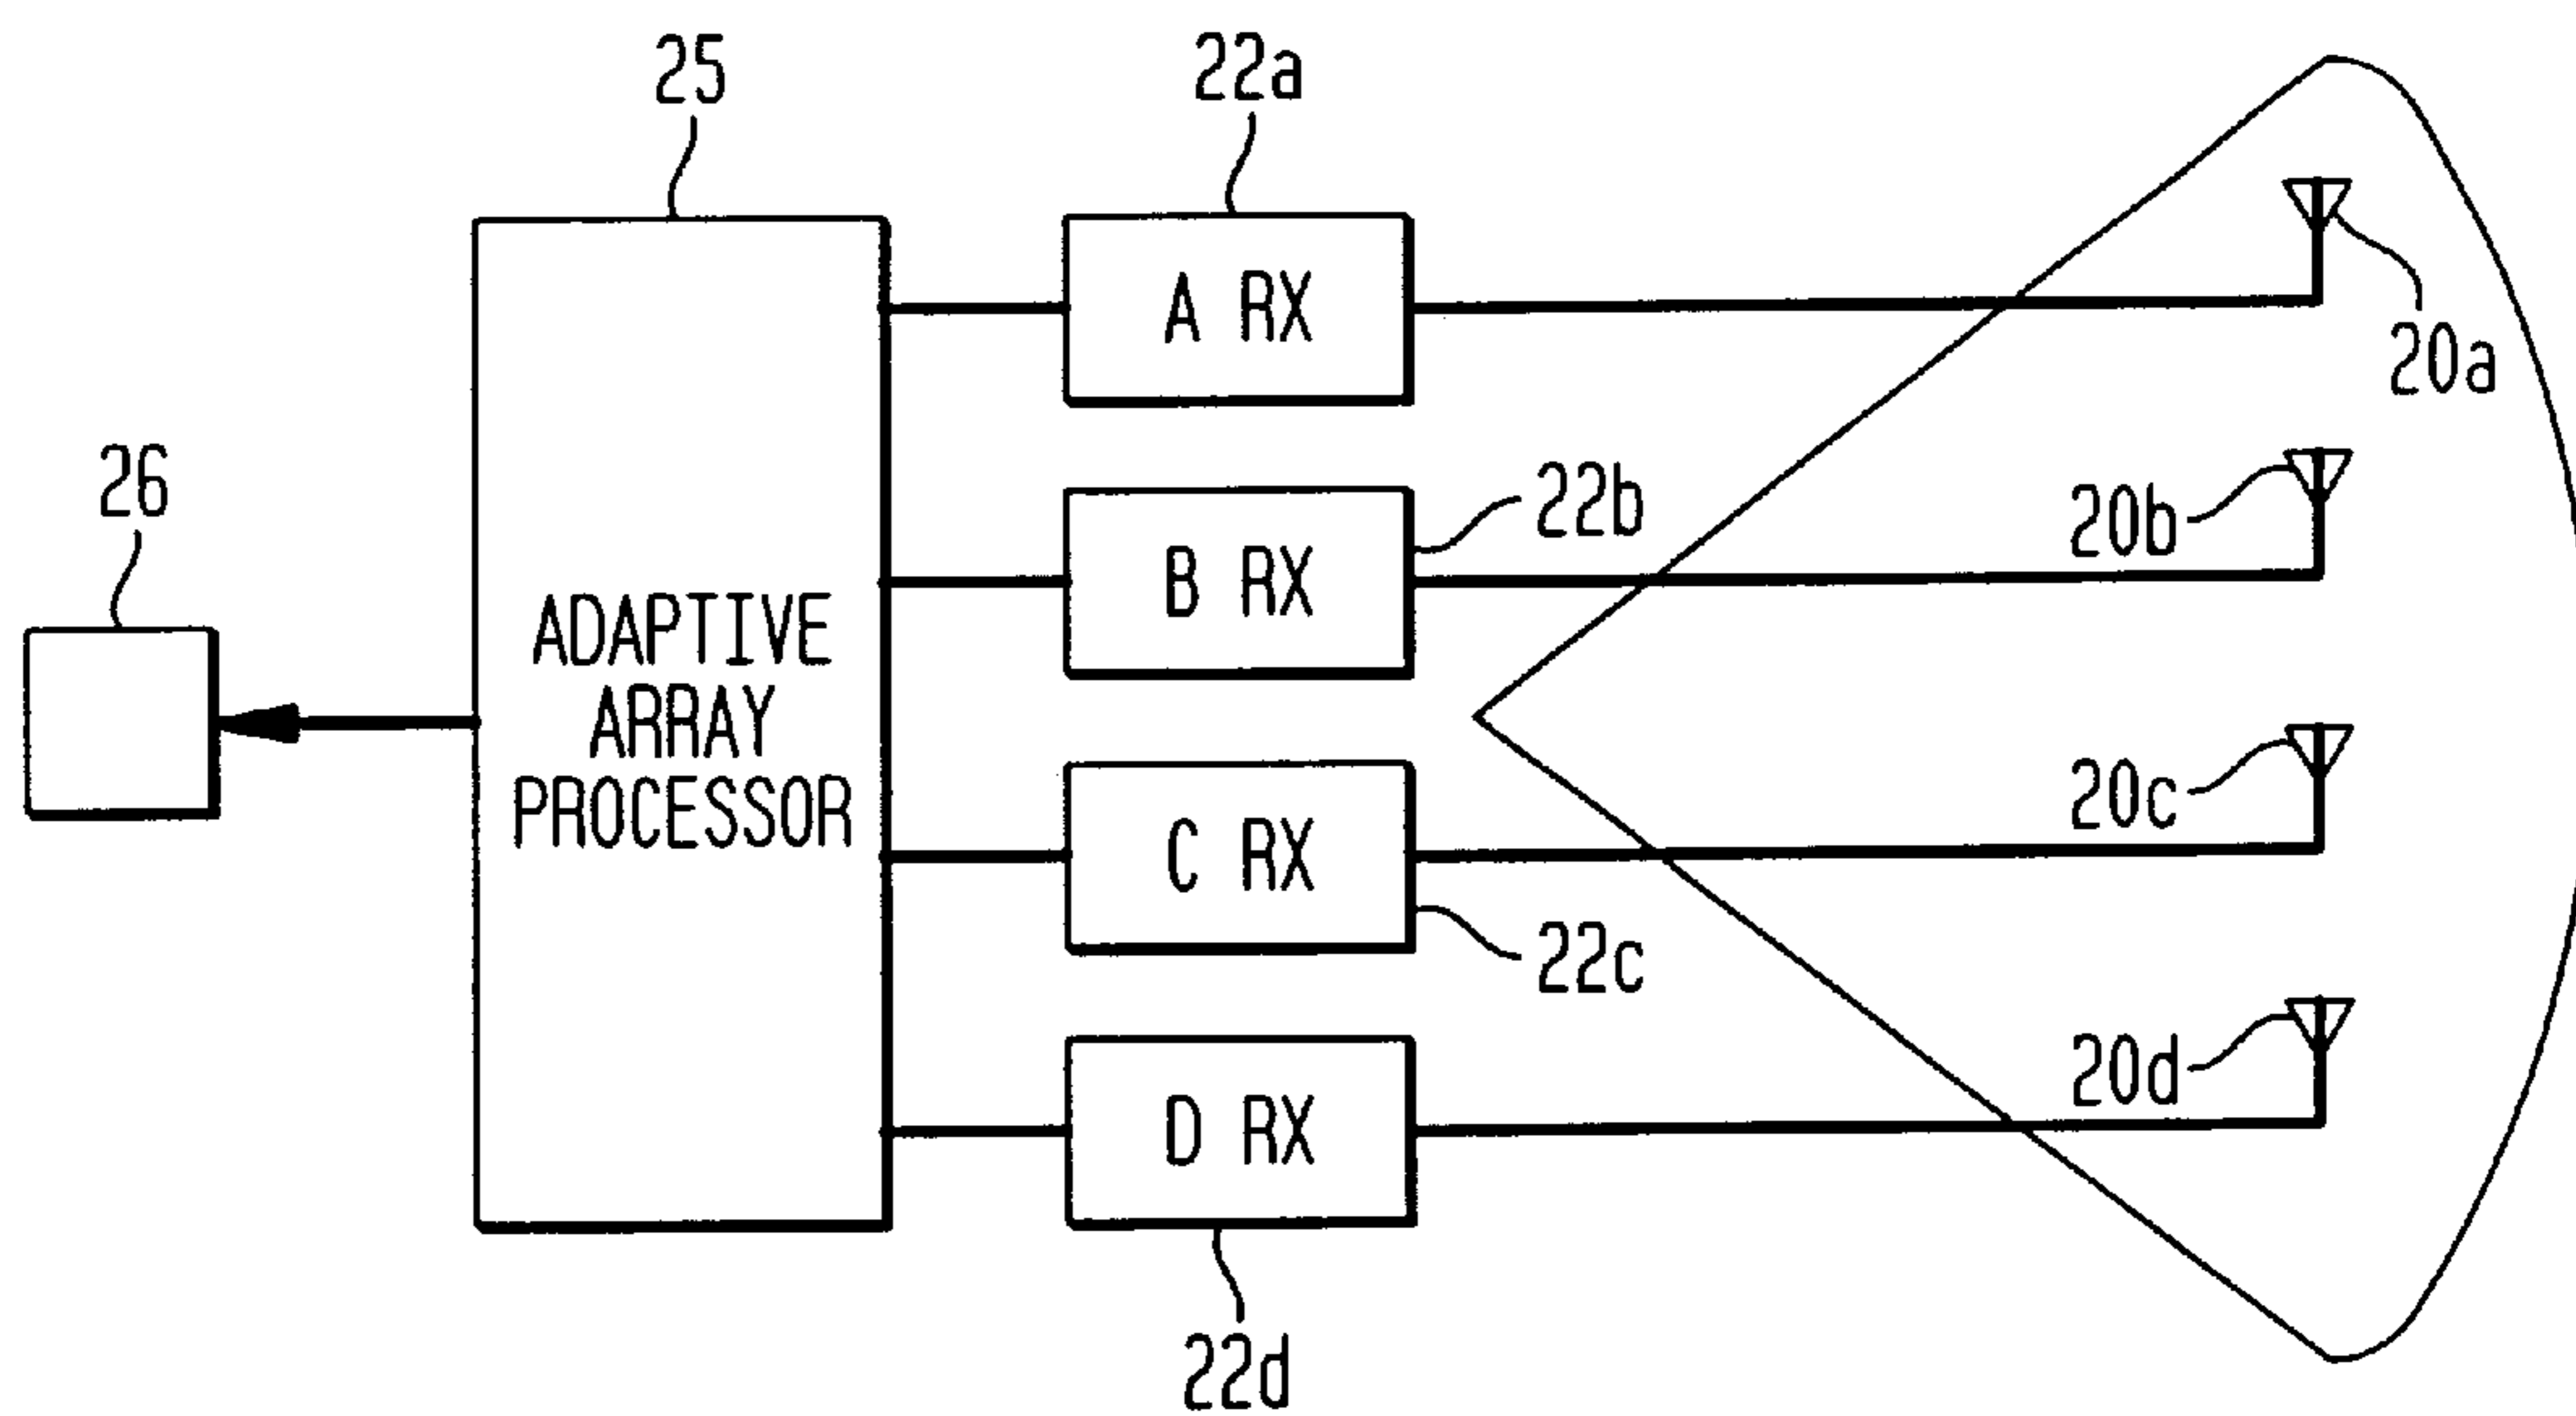 25
22a
A RX
20a
26
22b
B RX
20b
ADAPTIVE
ARRAY
PROCESSOR
20c
C RX
22c
20d
D RX
22d